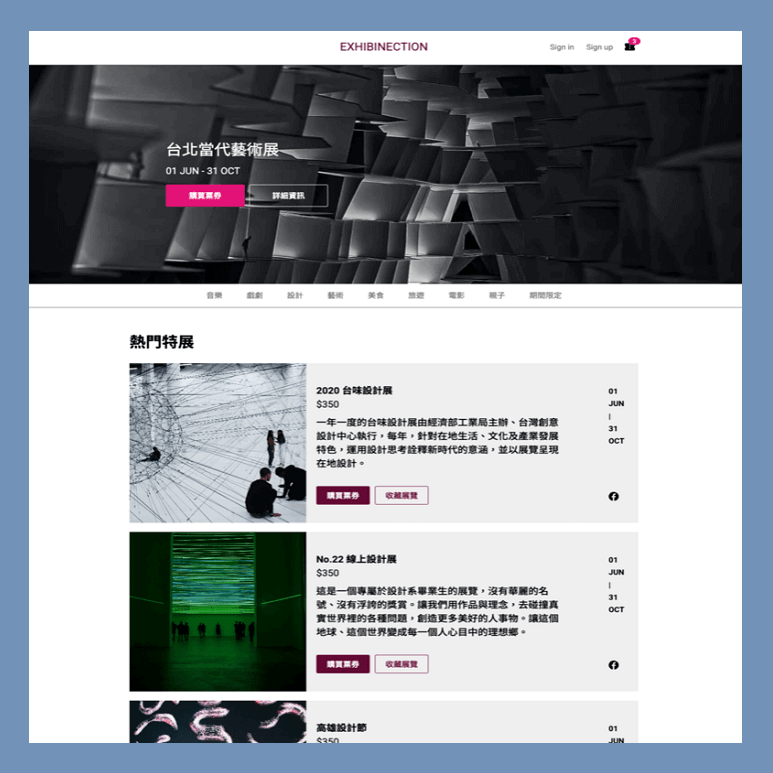 EXHIBINECTION
Sign in
Sign up
3
台北當代藝術展
01 JUN - 31 OCT
購買票券
詳細資訊
音樂
戲劇
設計
藝術
美食
旅遊
電影
親子
期間限定
熱門特展
2020 台味設計展
$350
一年一度的台味設計展由經濟部工業局主辦、台灣創意
設計中心執行,每年,針對在地生活、文化及產業發展
特色,運用設計思考詮釋新時代的意涵,並以展覽呈現
在地設計。
購買票券
收藏展覽
01
JUN
|
31
OCT
No.22 線上設計展
$350
這是一個專屬於設計系畢業生的展覽,沒有華麗的名
號、沒有浮誇的獎賞。讓我們用作品與理念,去碰撞真
實世界裡的各種問題,創造更多美好的人事物。讓這個
地球、這個世界變成每一個人心目中的理想鄉。
購買票券
收藏展覽
01
JUN
|
31
OCT
高雄設計節
$350
01
JUN